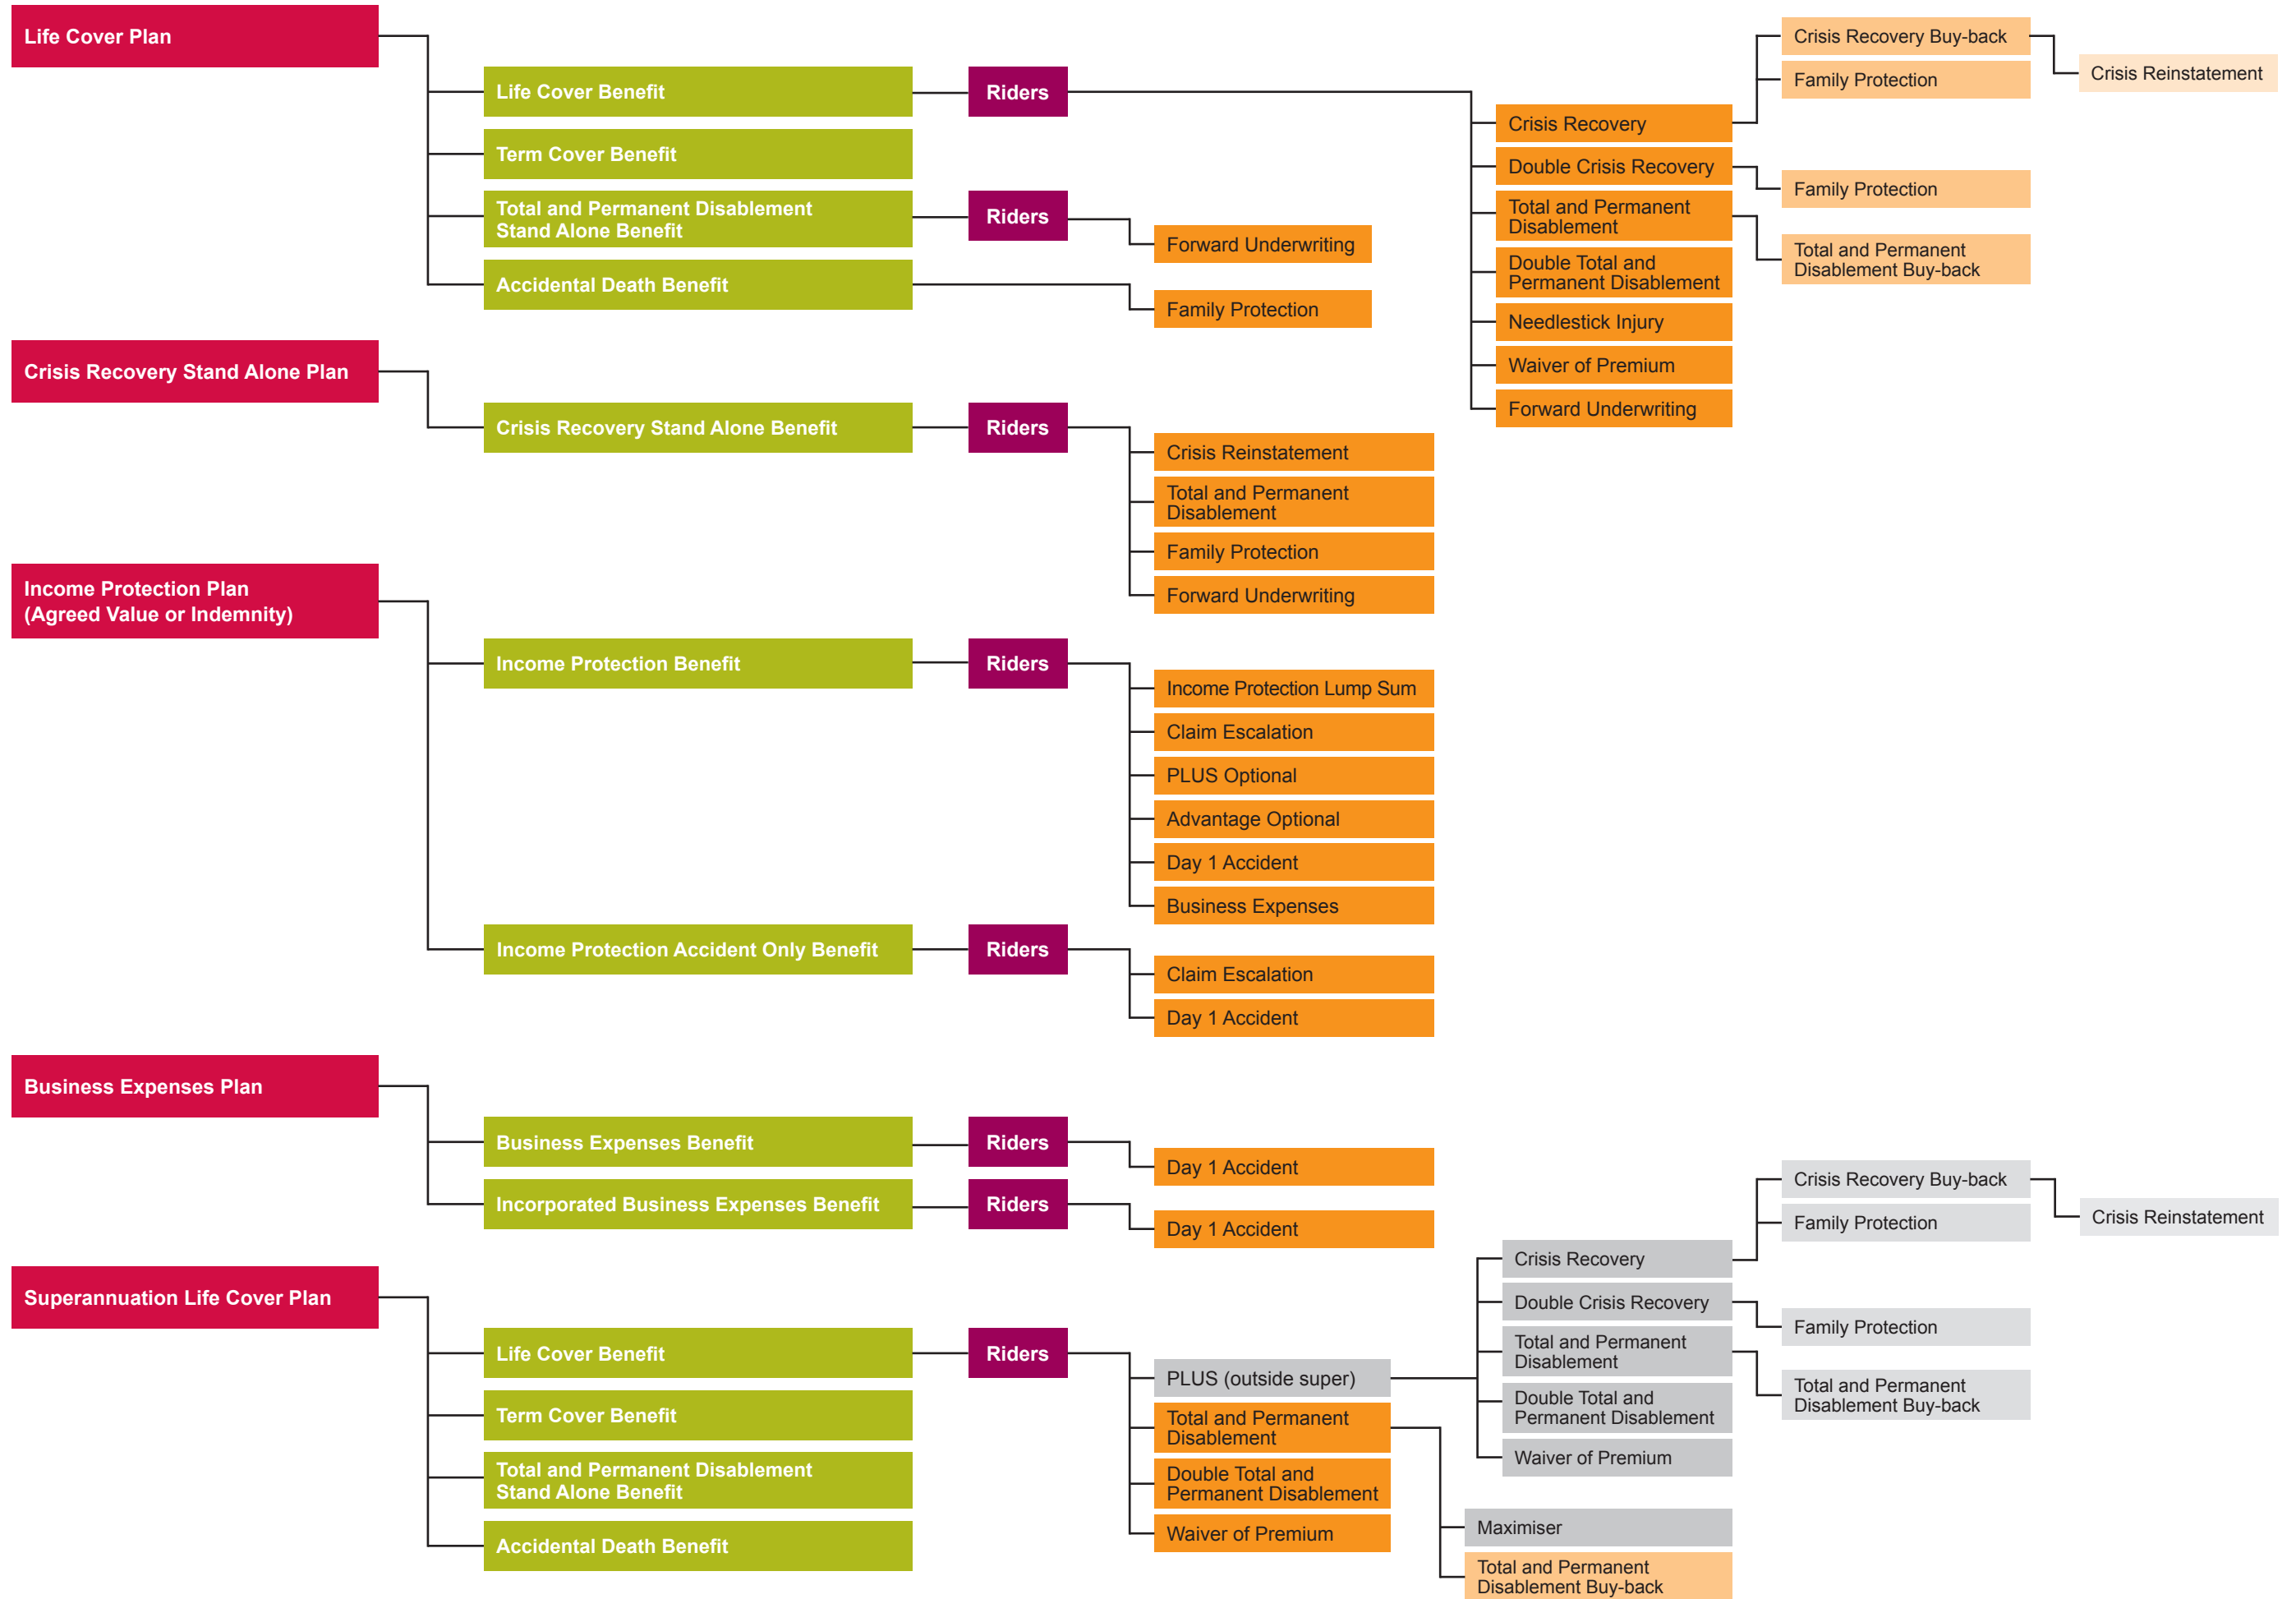 Life Cover Plan
Life Cover Benefit
Riders
Crisis Recovery
Crisis Recovery Buy-back
Crisis Reinstatement
Family Protection
Double Crisis Recovery
Family Protection
Total and Permanent
Disablement
Total and Permanent
Disablement Buy-back
Double Total and
Permanent Disablement
Needlestick Injury
Waiver of Premium
Forward Underwriting
Term Cover Benefit
Total and Permanent Disablement
Stand Alone Benefit
Riders
Forward Underwriting
Accidental Death Benefit
Family Protection
Crisis Recovery Stand Alone Plan
Crisis Recovery Stand Alone Benefit
Riders
Crisis Reinstatement
Total and Permanent
Disablement
Family Protection
Forward Underwriting
Income Protection Plan
(Agreed Value or Indemnity)
Income Protection Benefit
Riders
Income Protection Lump Sum
Claim Escalation
PLUS Optional
Advantage Optional
Day 1 Accident
Business Expenses
Income Protection Accident Only Benefit
Riders
Claim Escalation
Day 1 Accident
Business Expenses Plan
Business Expenses Benefit
Riders
Day 1 Accident
Incorporated Business Expenses Benefit
Riders
Day 1 Accident
Superannuation Life Cover Plan
Life Cover Benefit
Riders
PLUS (outside super)
Crisis Recovery
Crisis Recovery Buy-back
Crisis Reinstatement
Family Protection
Double Crisis Recovery
Family Protection
Total and Permanent
Disablement
Total and Permanent
Disablement Buy-back
Double Total and
Permanent Disablement
Waiver of Premium
Total and Permanent
Disablement
Maximiser
Total and Permanent
Disablement Buy-back
Double Total and
Permanent Disablement
Waiver of Premium
Term Cover Benefit
Total and Permanent Disablement
Stand Alone Benefit
Accidental Death Benefit